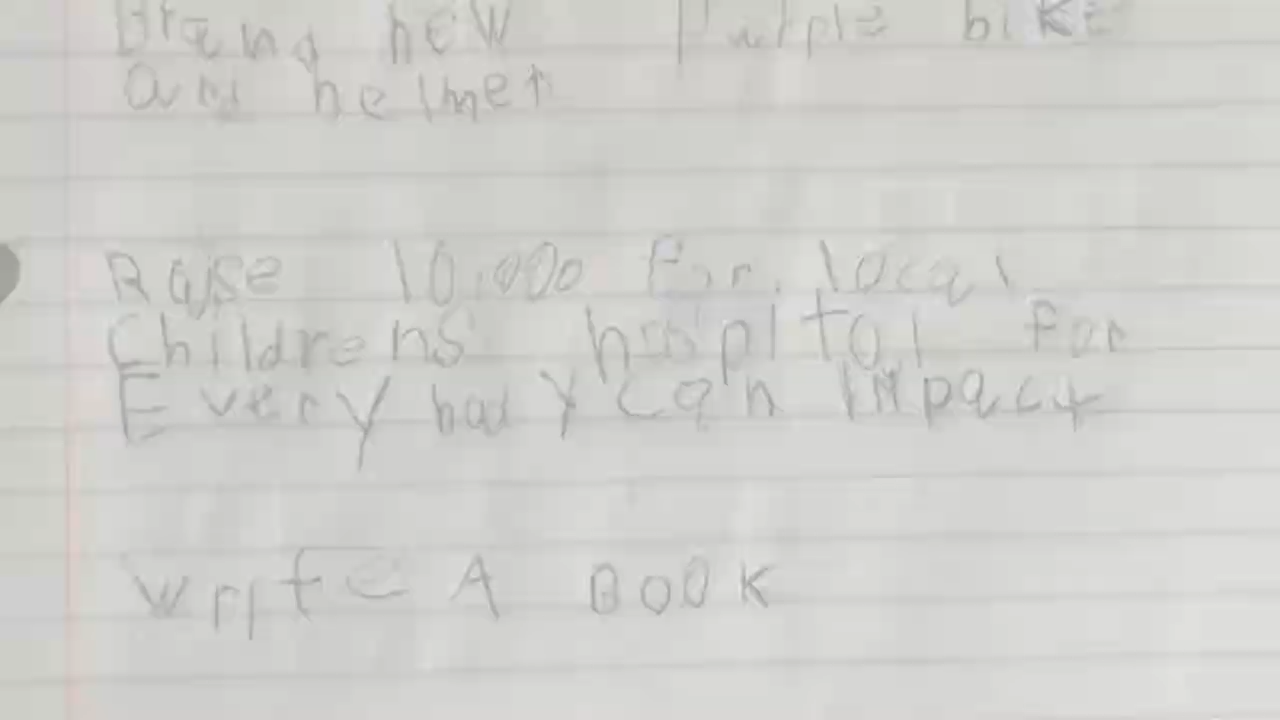 Brand new Purple bike
and helmet
Raise 10,000 For local
Childrens hospital For
Every body can impact
Write A BOOK